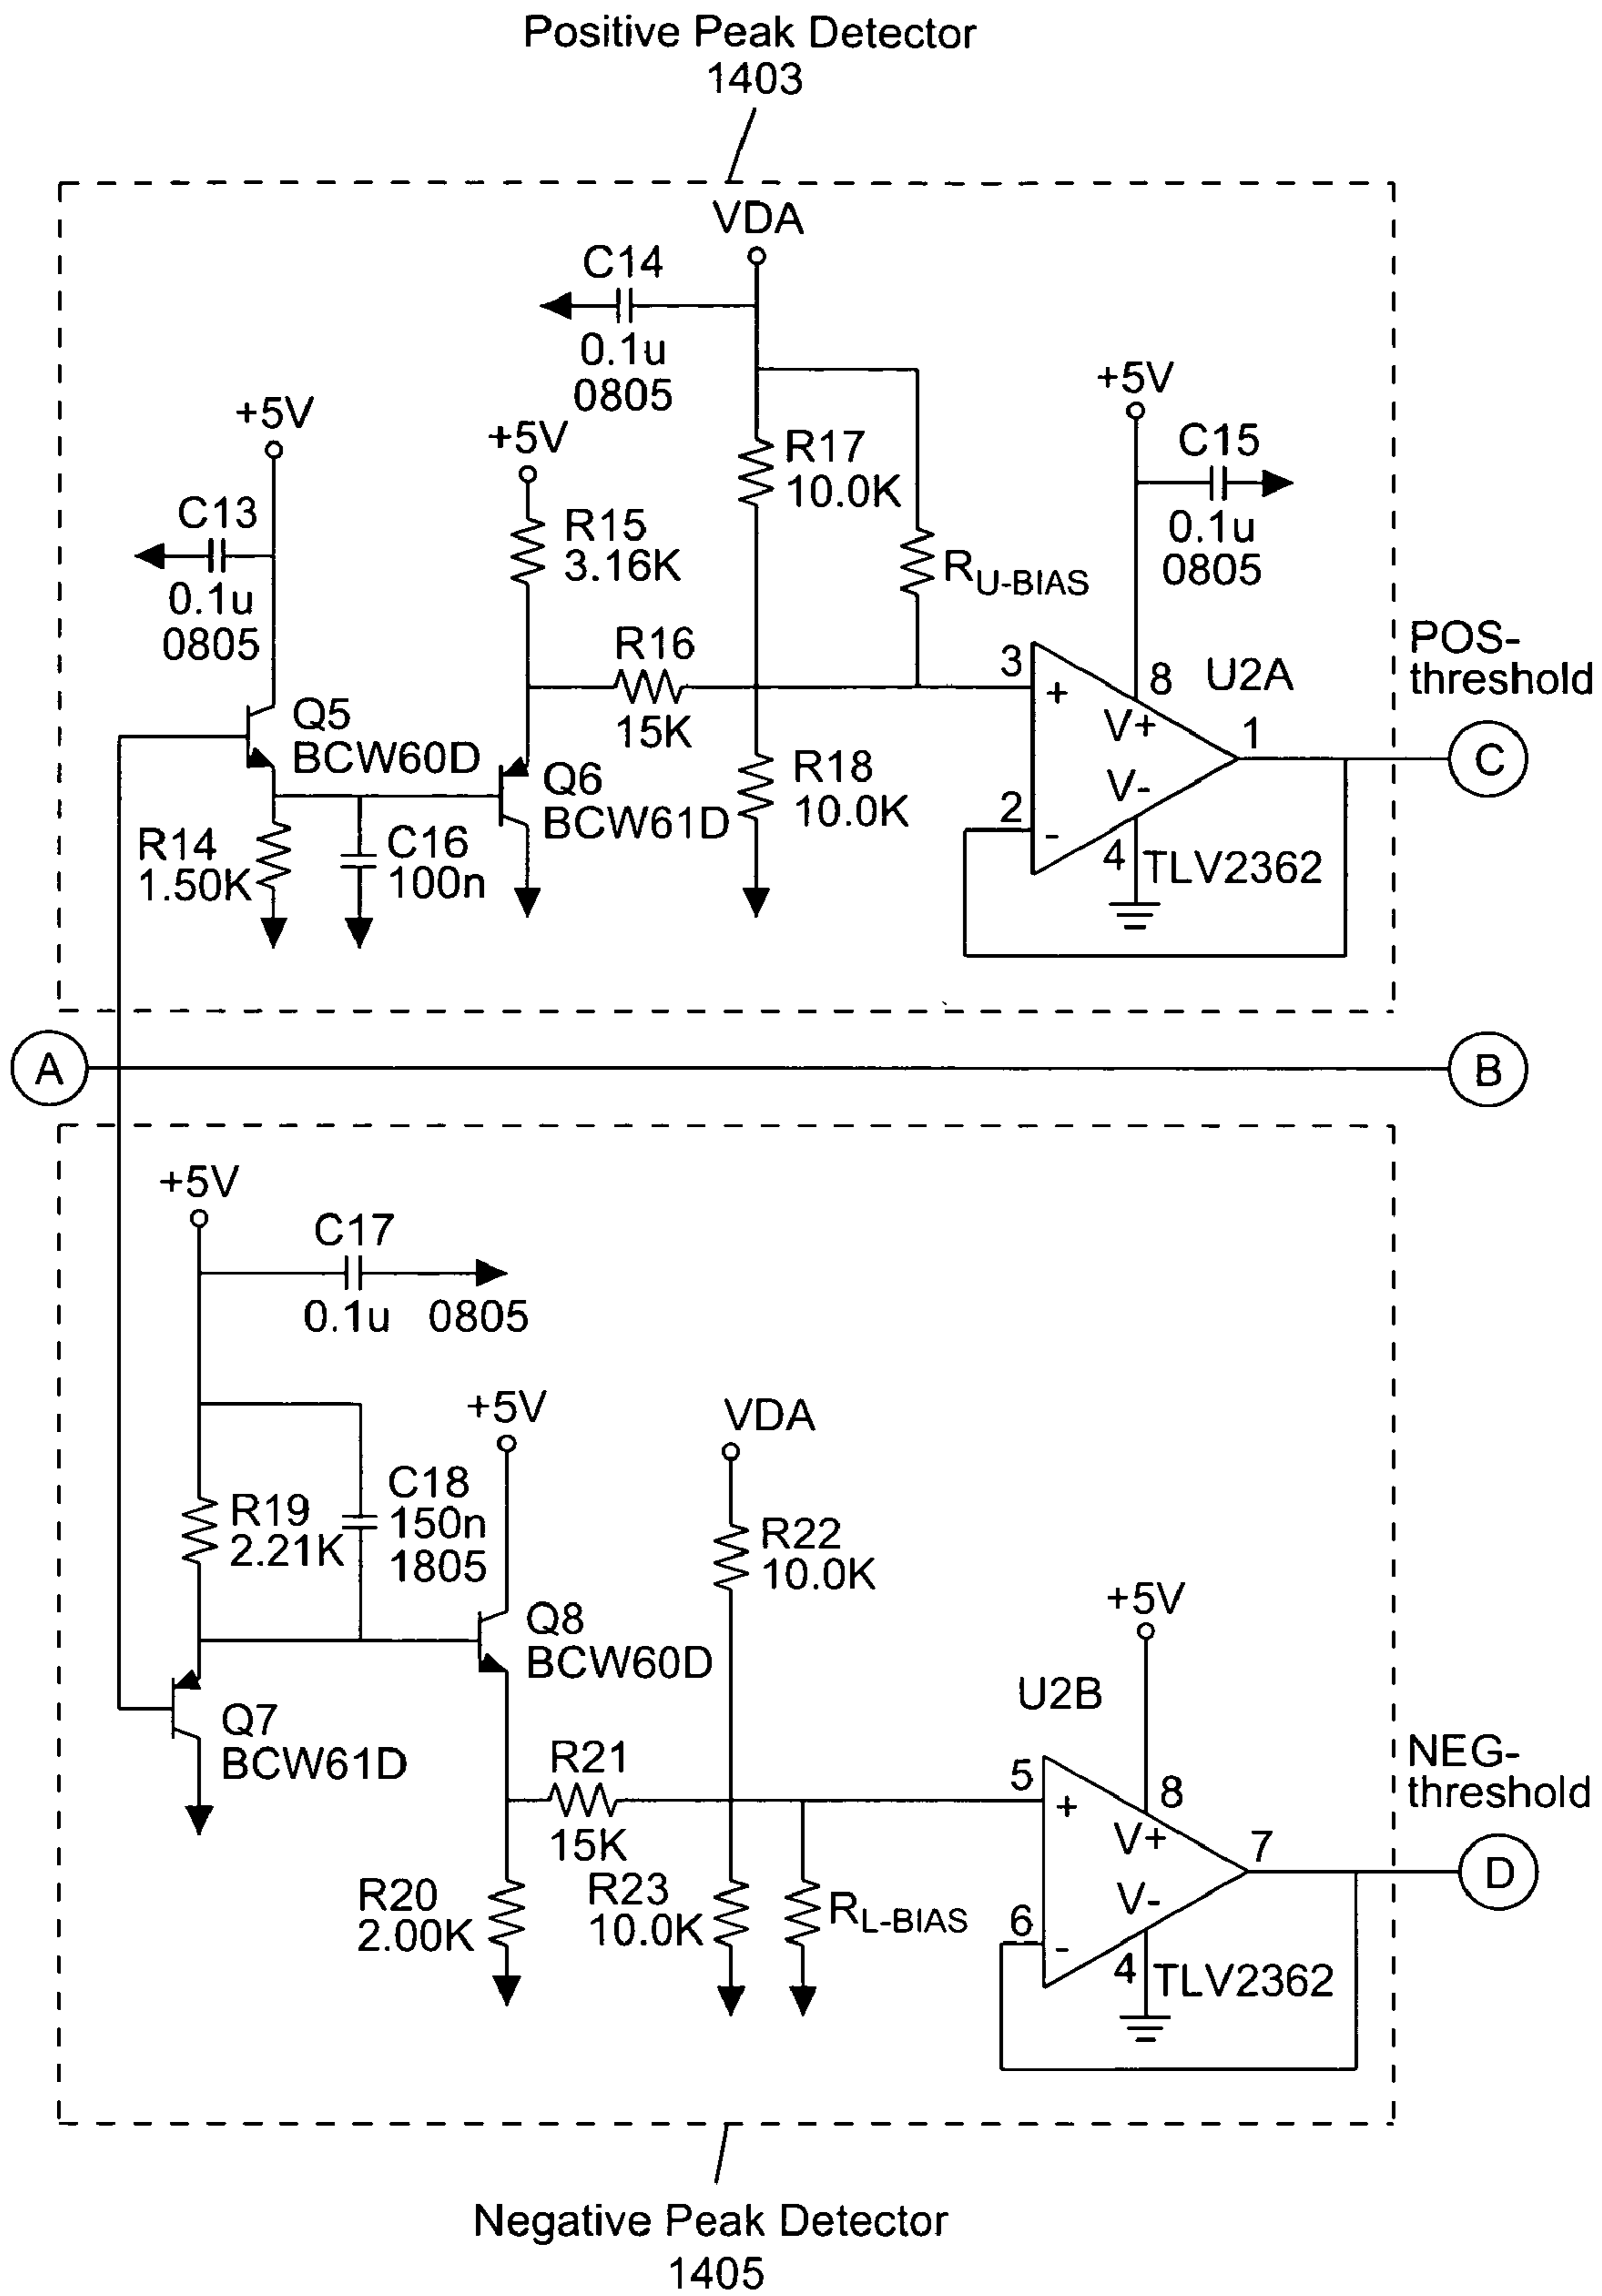 Positive Peak Detector
1403
VDA
C14
0.1u
0805
+5V
C13
0.1u
0805
+5V
R15
3.16K
R17
10.0K
R<sub>U-BIAS</sub>
+5V
C15
0.1u
0805
R16
15K
3
+
8
U2A
V+
1
V-
2
-
4
TLV2362
POS-
threshold
C
Q5
BCW60D
Q6
BCW61D
R18
10.0K
R14
1.50K
C16
100n
A
B
+5V
C17
0.1u 0805
+5V
VDA
R19
2.21K
C18
150n
1805
R22
10.0K
Q8
BCW60D
Q7
BCW61D
R21
15K
+5V
U2B
5
+
8
V+
7
V-
6
-
4
TLV2362
NEG-
threshold
D
R20
2.00K
R23
10.0K
R<sub>L-BIAS</sub>
Negative Peak Detector
1405